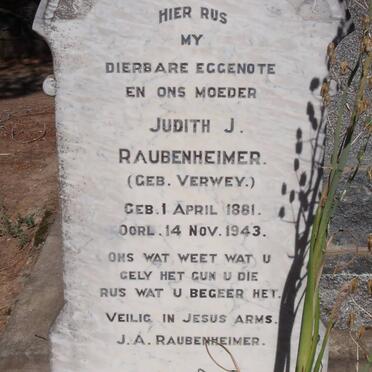 HIER RUS
MY
DIERBARE EGGENOTE
EN ONS MOEDER
JUDITH J.
RAUBENHEIMER.
(GEB. VERWEY.)
GEB. 1 APRIL 1881.
OORL. 14 NOV. 1943.
ONS WAT WEET WAT U
GELY HET GUN U DIE
RUS WAT U BEGEER HET.
VEILIG IN JESUS ARMS.
J. A. RAUBENHEIMER.